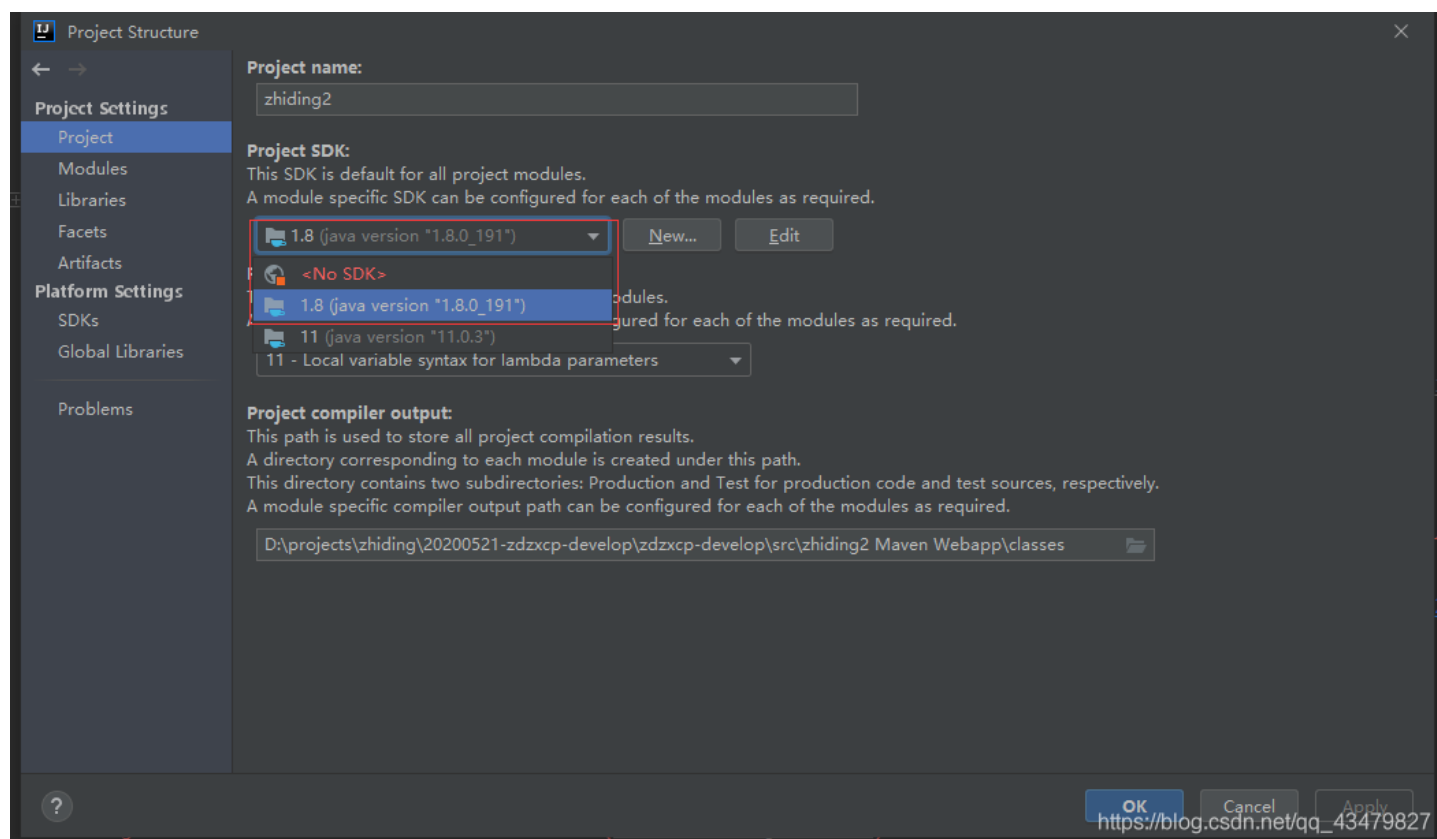 Project Structure
Project name:
Project Settings
zhiding2
Project
Project SDK:
Modules
This SDK is default for all project modules.
Libraries
A module specific SDK can be configured for each of the modules as required.
Facets
1.8 (java version "1.8.0_191")
New...
Edit
Artifacts
<No SDK>
Platform Settings
1.8 (java version "1.8.0_191")
odules.
SDKs
gured for each of the modules as required.
11 (java version "11.0.3")
Global Libraries
11 - Local variable syntax for lambda parameters
Problems
Project compiler output:
This path is used to store all project compilation results.
A directory corresponding to each module is created under this path.
This directory contains two subdirectories: Production and Test for production code and test sources, respectively.
A module specific compiler output path can be configured for each of the modules as required.
D:\projects\zhiding\20200521-zdzxcp-develop\zdzxcp-develop\src\zhiding2 Maven Webapp\classes
?
OK
Cancel
Apply
https://blog.csdn.net/qq_43479827